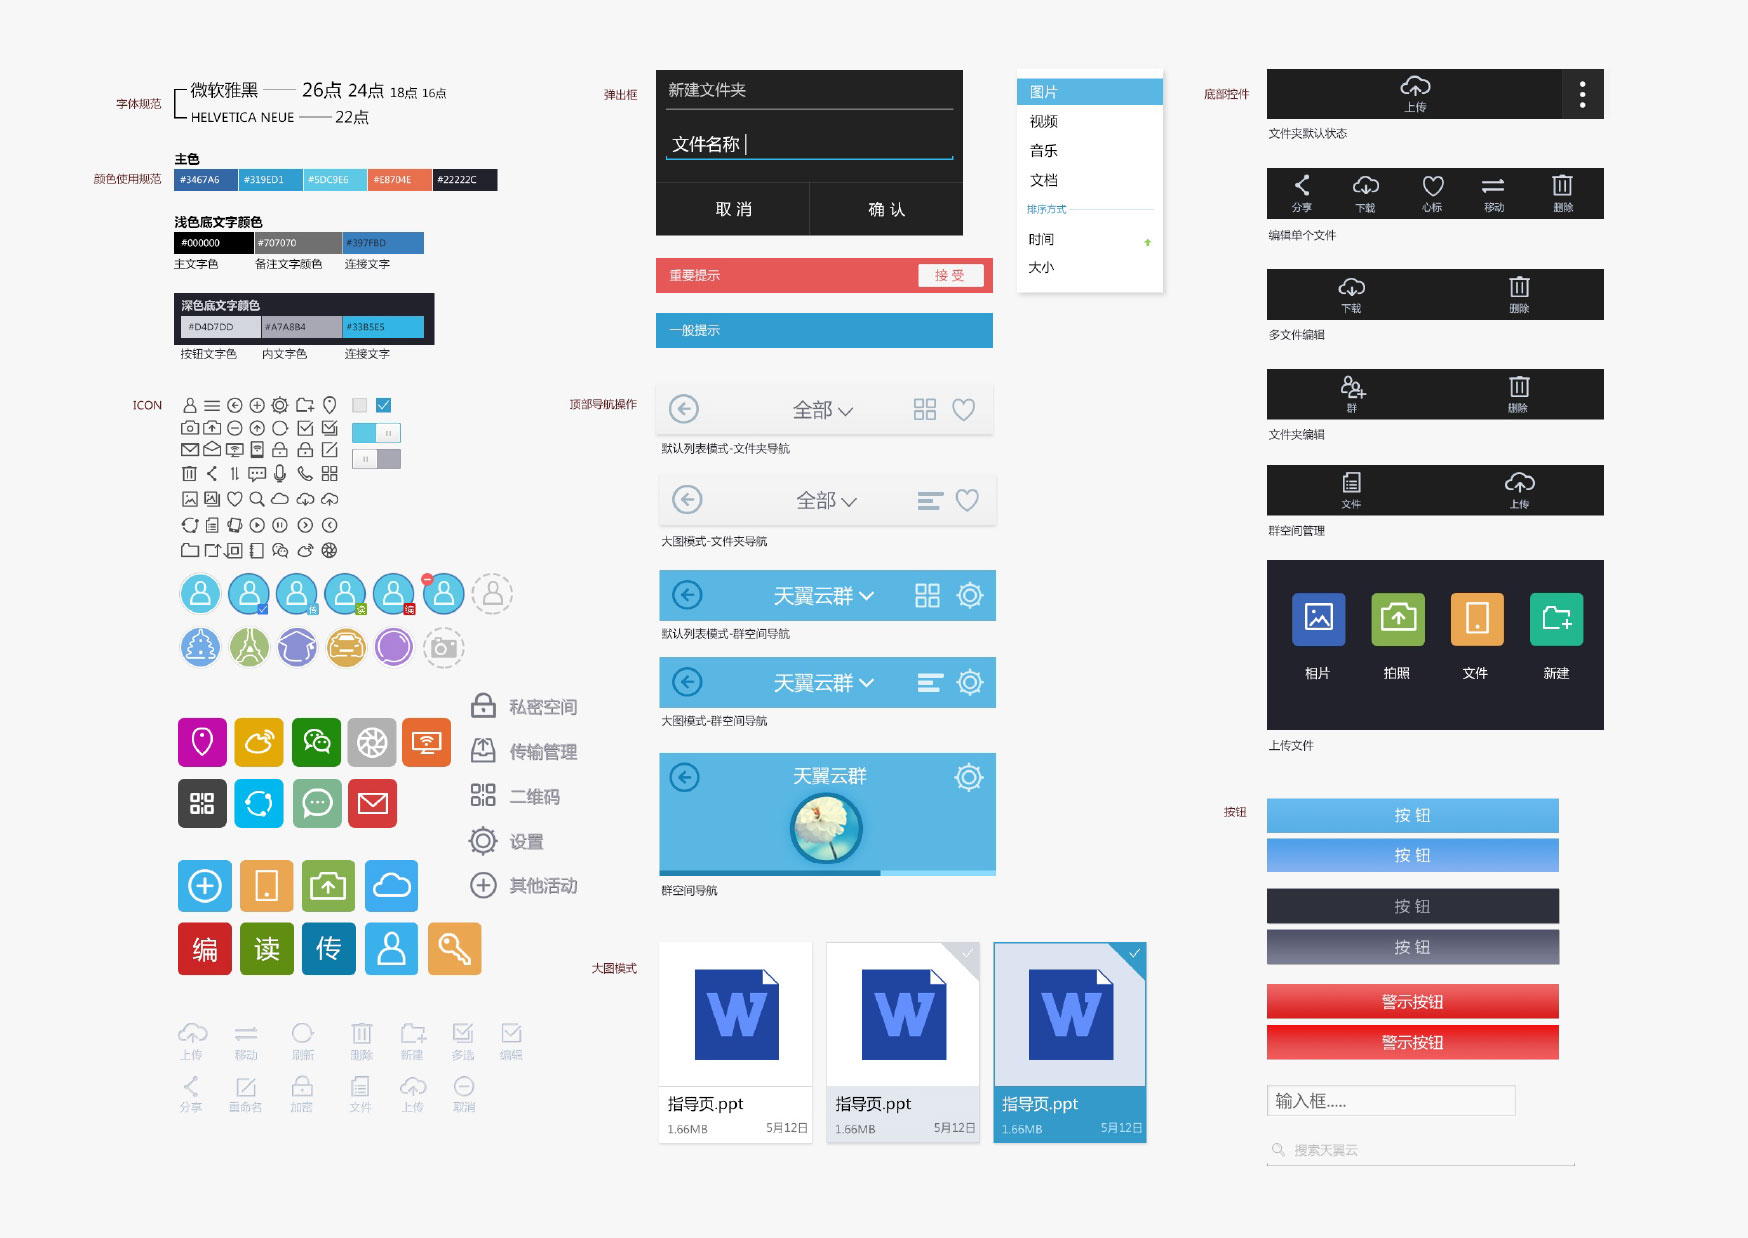 字体规范
微软雅黑 26点 24点 18点 16点
HELVETICA NEUE 22点
颜色使用规范
主色
#3467A6 #319ED1 #5DC9E6 #E8704E #22222C
浅色底文字颜色
#000000 #707070 #397FBD
主文字色 备注文字颜色 连接文字
深色底文字颜色
#D4D7DD #A7A8B4 #33B5E5
按钮文字色 内文字色 连接文字
ICON
传 读 编
私密空间
传输管理
二维码
设置
其他活动
编 读 传
上传 移动 刷新 删除 新建 多选 编辑
分享 重命名 加密 文件 上传 取消
弹出框
新建文件夹
文件名称
取 消 确 认
重要提示 接 受
一般提示
图片
视频
音乐
文档
排序方式
时间
大小
顶部导航操作
全部
默认列表模式-文件夹导航
全部
大图模式-文件夹导航
天翼云群
默认列表模式-群空间导航
天翼云群
大图模式-群空间导航
天翼云群
群空间导航
大图模式
W W W
指导页.ppt 指导页.ppt 指导页.ppt
1.66MB 5月12日 1.66MB 5月12日 1.66MB 5月12日
底部控件
上传
文件夹默认状态
分享 下载 心标 移动 删除
编辑单个文件
下载 删除
多文件编辑
群 删除
文件夹编辑
文件 上传
群空间管理
相片 拍照 文件 新建
上传文件
按钮
按 钮
按 钮
按 钮
按 钮
警示按钮
警示按钮
输入框.....
搜索天翼云